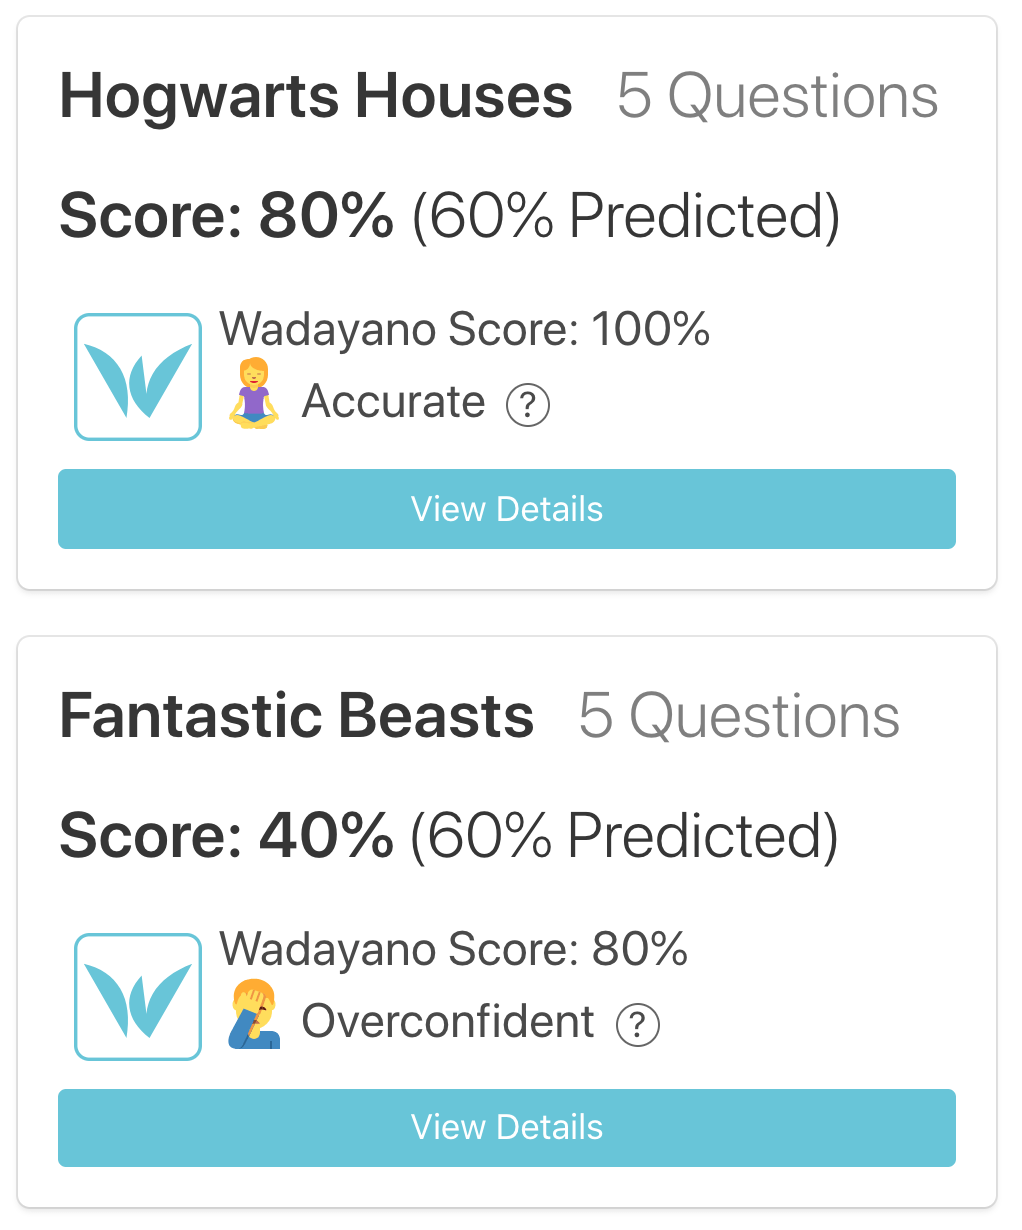 Hogwarts Houses 5 Questions
Score: 80% (60% Predicted)
Wadayano Score: 100%
Accurate ?
View Details
Fantastic Beasts 5 Questions
Score: 40% (60% Predicted)
Wadayano Score: 80%
Overconfident ?
View Details